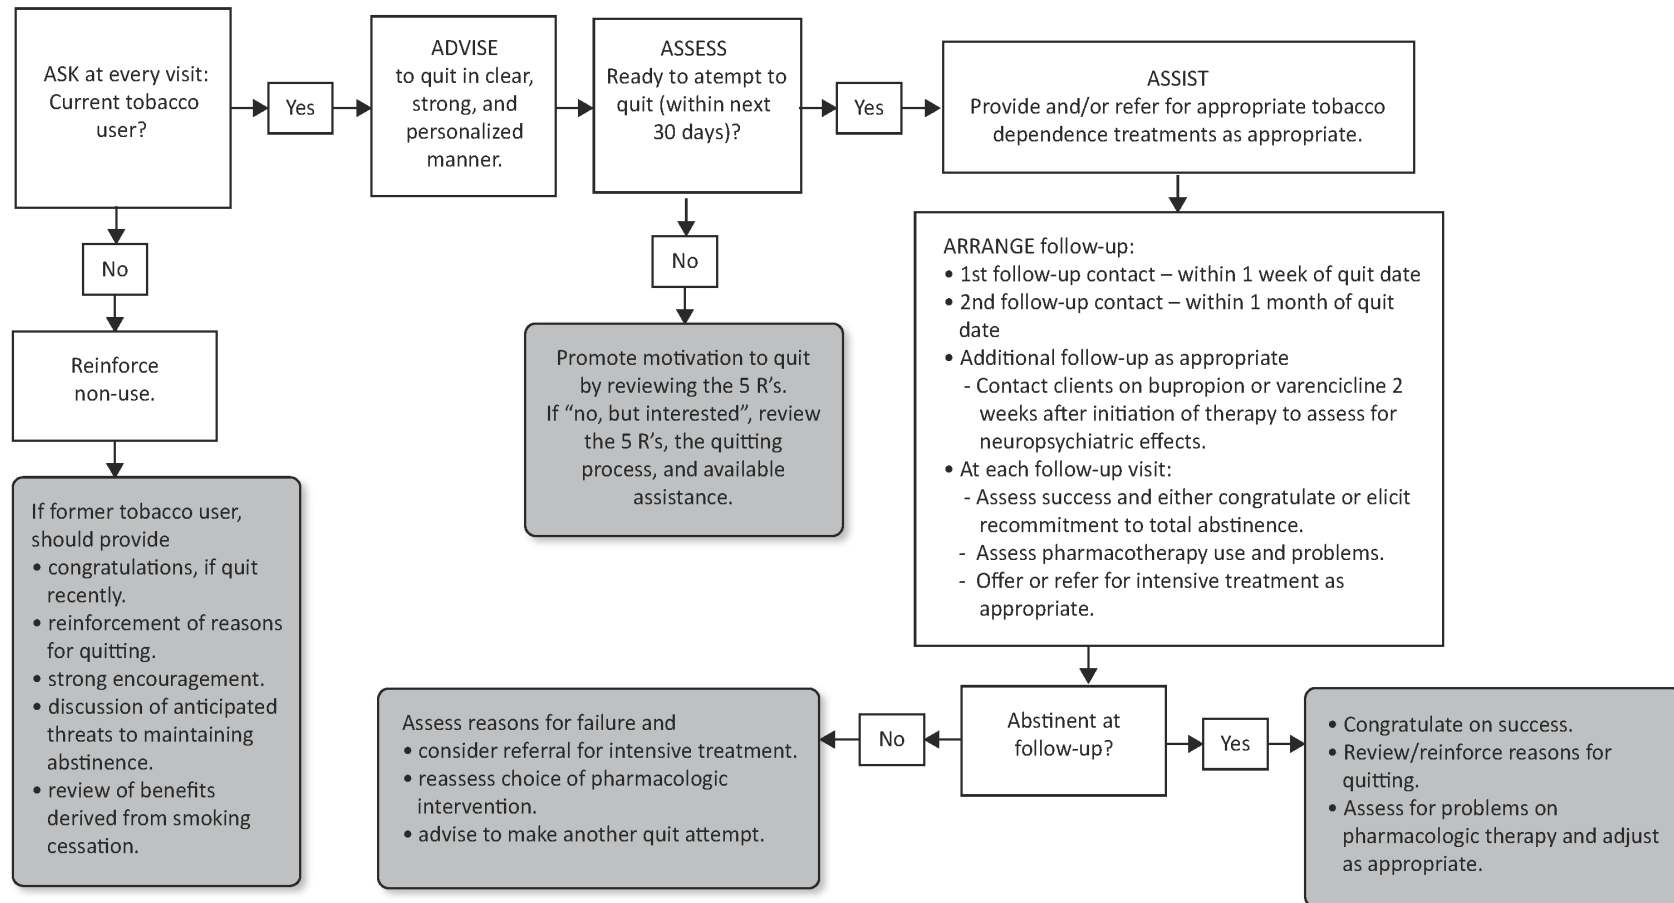 ASK at every visit:
Current tobacco
user?
Yes
ADVISE
to quit in clear,
strong, and
personalized
manner.
ASSESS
Ready to atempt to
quit (within next
30 days)?
Yes
ASSIST
Provide and/or refer for appropriate tobacco
dependence treatments as appropriate.
No
Reinforce
non-use.
If former tobacco user,
should provide
• congratulations, if quit
recently.
• reinforcement of reasons
for quitting.
• strong encouragement.
• discussion of anticipated
threats to maintaining
abstinence.
• review of benefits
derived from smoking
cessation.
No
Promote motivation to quit
by reviewing the 5 R’s.
If “no, but interested”, review
the 5 R’s, the quitting
process, and available
assistance.
ARRANGE follow-up:
• 1st follow-up contact – within 1 week of quit date
• 2nd follow-up contact – within 1 month of quit
date
• Additional follow-up as appropriate
- Contact clients on bupropion or varencicline 2
weeks after initiation of therapy to assess for
neuropsychiatric effects.
• At each follow-up visit:
- Assess success and either congratulate or elicit
recommitment to total abstinence.
- Assess pharmacotherapy use and problems.
- Offer or refer for intensive treatment as
appropriate.
Abstinent at
follow-up?
No
Assess reasons for failure and
• consider referral for intensive treatment.
• reassess choice of pharmacologic
intervention.
• advise to make another quit attempt.
Yes
• Congratulate on success.
• Review/reinforce reasons for
quitting.
• Assess for problems on
pharmacologic therapy and adjust
as appropriate.